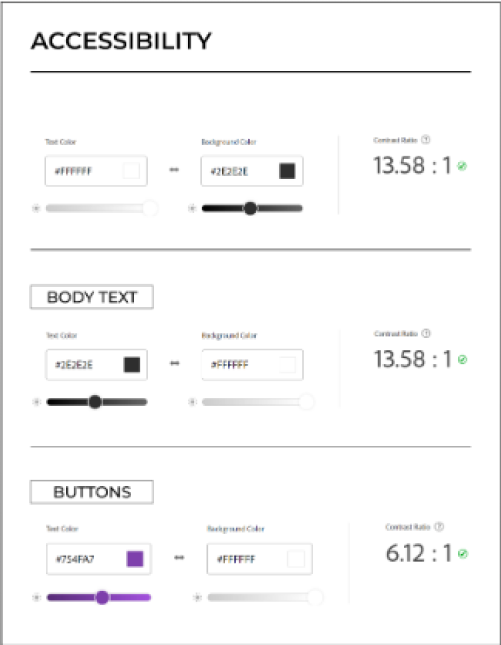 ACCESSIBILITY
Text Color
Background Color
Contrast Ratio ?
#FFFFFF
#2E2E2E
13.58 : 1
BODY TEXT
Text Color
Background Color
Contrast Ratio ?
#2E2E2E
#FFFFFF
13.58 : 1
BUTTONS
Text Color
Background Color
Contrast Ratio ?
#754FA7
#FFFFFF
6.12 : 1